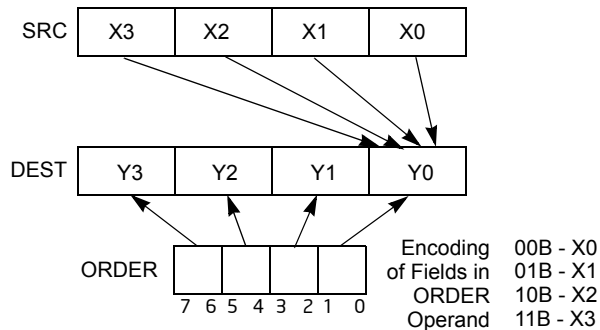 SRC X3 X2 X1 X0
DEST Y3 Y2 Y1 Y0
ORDER
7 6 5 4 3 2 1 0
Encoding 00B - X0
of Fields in 01B - X1
ORDER 10B - X2
Operand 11B - X3